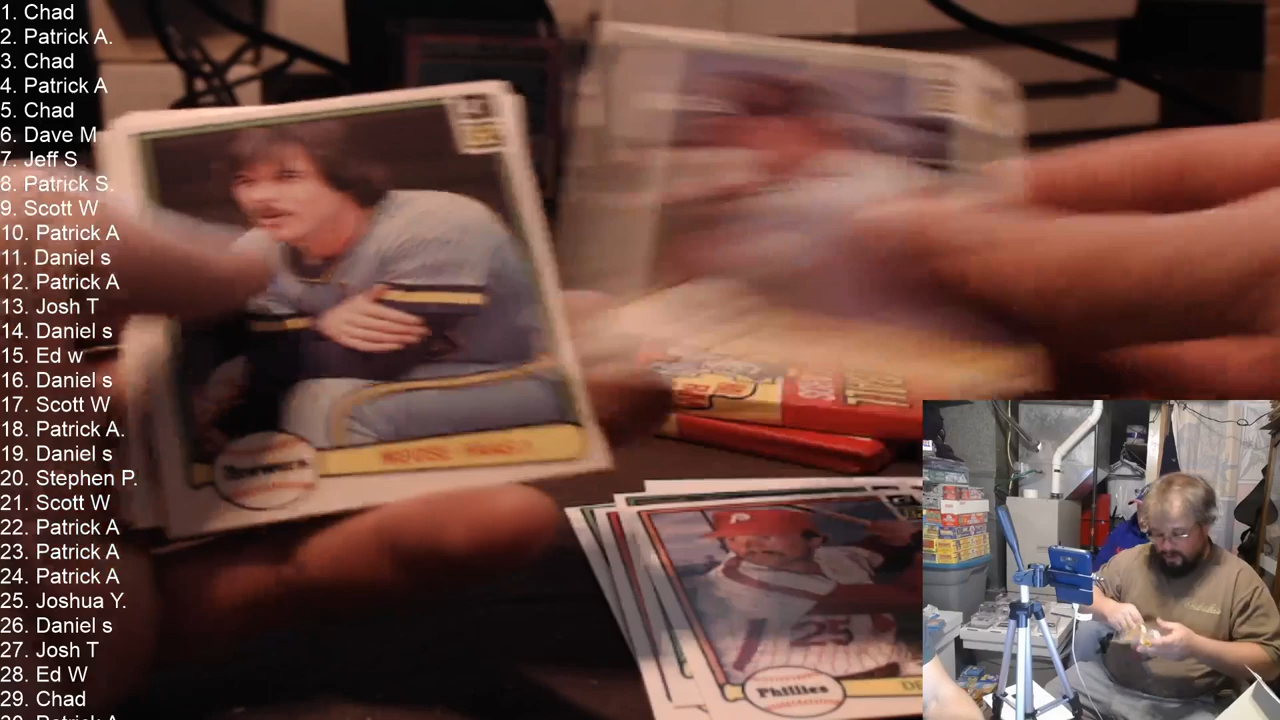 1. Chad
2. Patrick A.
3. Chad
4. Patrick A
5. Chad
6. Dave M
7. Jeff S
8. Patrick S.
9. Scott W
10. Patrick A
11. Daniel s
12. Patrick A
13. Josh T
14. Daniel s
15. Ed w
16. Daniel s
17. Scott W
18. Patrick A.
19. Daniel s
20. Stephen P.
21. Scott W
22. Patrick A
23. Patrick A
24. Patrick A
25. Joshua Y.
26. Daniel s
27. Josh T
28. Ed W
29. Chad
Brewers
25
Phillies
DE